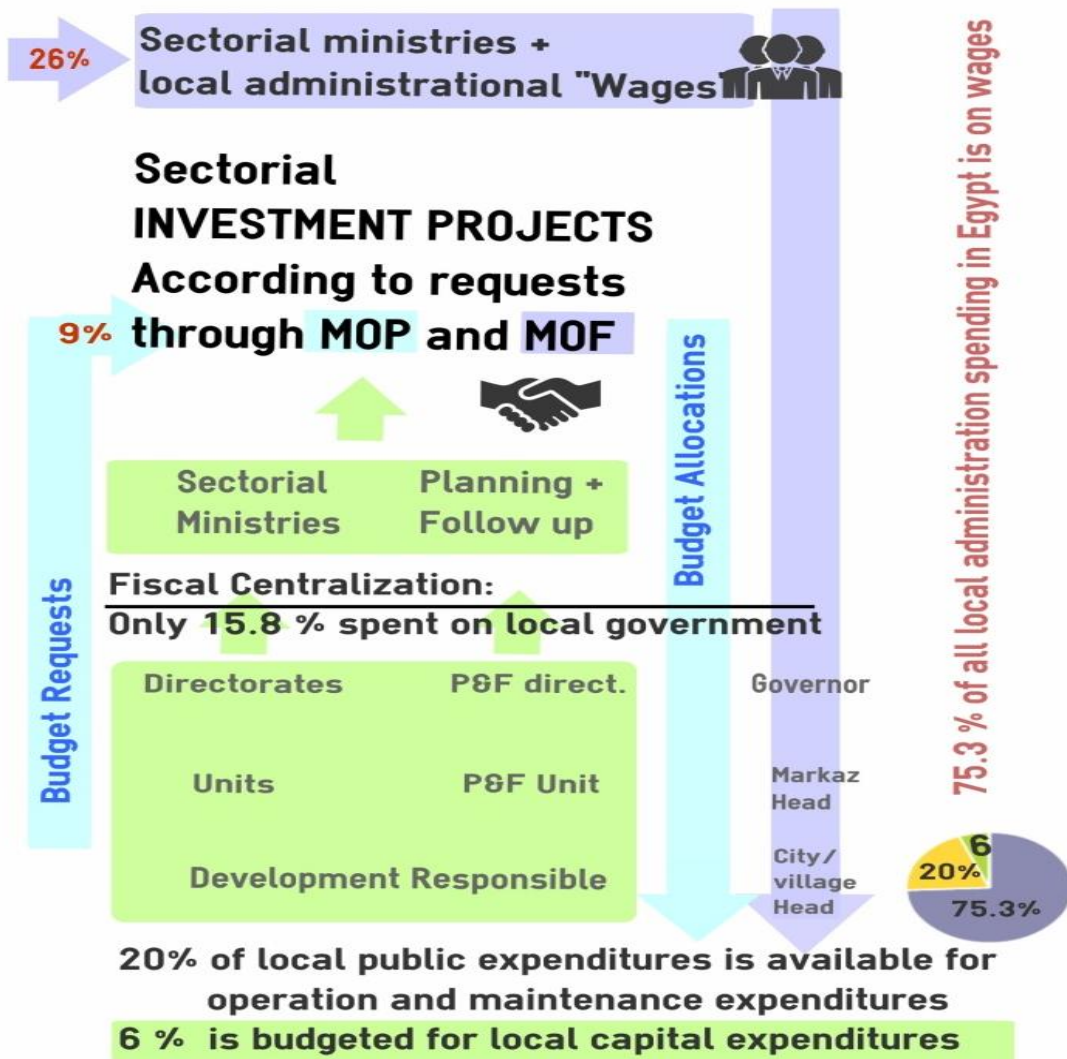 26%
Sectorial ministries +
local administrational "Wages"
Sectorial
INVESTMENT PROJECTS
According to requests
9% through MOP and MOF
Sectorial
Ministries
Planning +
Follow up
Fiscal Centralization:
Only 15.8 % spent on local government
Directorates
P&F direct.
Governor
Units
P&F Unit
Markaz
Head
Development Responsible
City/
village
Head
Budget Requests
Budget Allocations
75.3 % of all local administration spending in Egypt is on wages
6
20%
75.3%
20% of local public expenditures is available for
operation and maintenance expenditures
6 % is budgeted for local capital expenditures